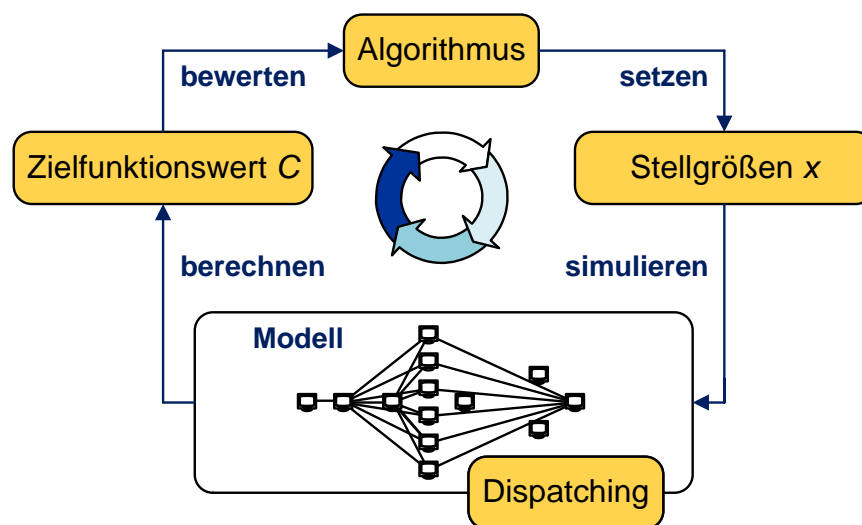 Algorithmus
bewerten
setzen
Zielfunktionswert C
Stellgrößen x
berechnen
simulieren
Modell
Dispatching